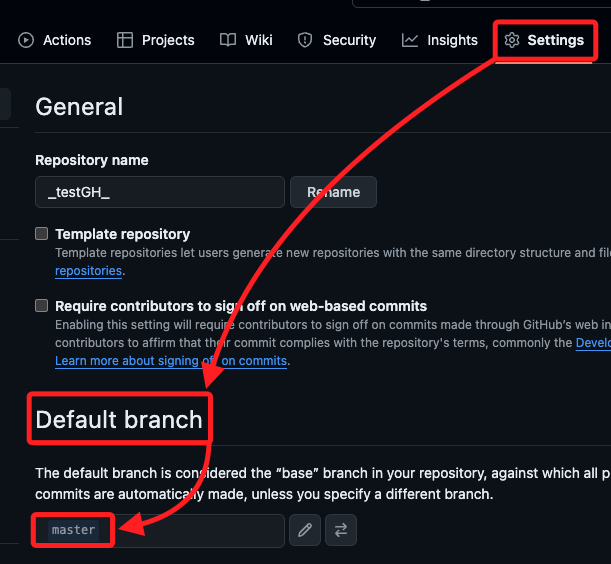 Actions Projects Wiki Security Insights Settings
General
Repository name
_testGH_ Rename
Template repository
Template repositories let users generate new repositories with the same directory structure and fil
repositories.
Require contributors to sign off on web-based commits
Enabling this setting will require contributors to sign off on commits made through GitHub's web in
contributors to affirm that their commit complies with the repository's terms, commonly the Develo
Learn more about signing off on commits.
Default branch
The default branch is considered the “base” branch in your repository, against which all p
commits are automatically made, unless you specify a different branch.
master